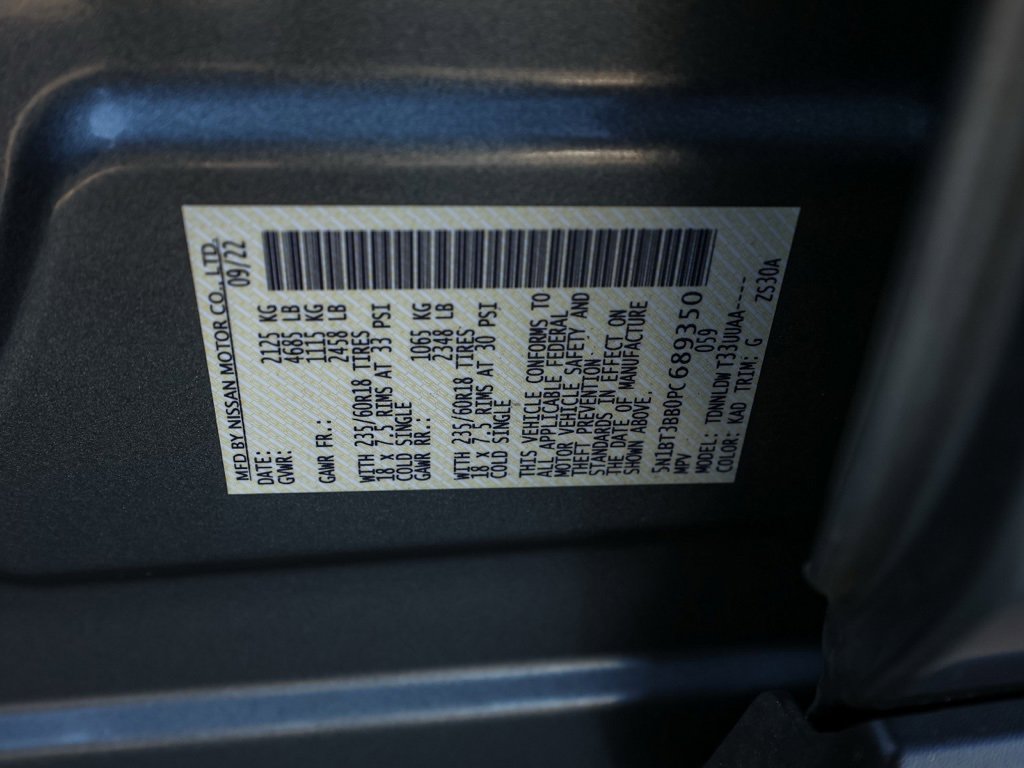 MFD BY NISSAN MOTOR CO., LTD.
DATE: 09/22
GVWR: 2125 KG
4685 LB
GAWR FR.: 1115 KG
2458 LB
WITH 235/60R18 TIRES
18 X 7.5 RIMS AT 33 PSI
COLD SINGLE
GAWR RR.: 1065 KG
2348 LB
WITH 235/60R18 TIRES
18 X 7.5 RIMS AT 30 PSI
COLD SINGLE
THIS VEHICLE CONFORMS TO
ALL APPLICABLE FEDERAL
MOTOR VEHICLE SAFETY AND
THEFT PREVENTION
STANDARDS IN EFFECT ON
THE DATE OF MANUFACTURE
SHOWN ABOVE.
5N1BT3BB0PC689350
MPV 059
MODEL: TDNNLDWT33UUAA-----
COLOR: KAD TRIM: G ZS30A